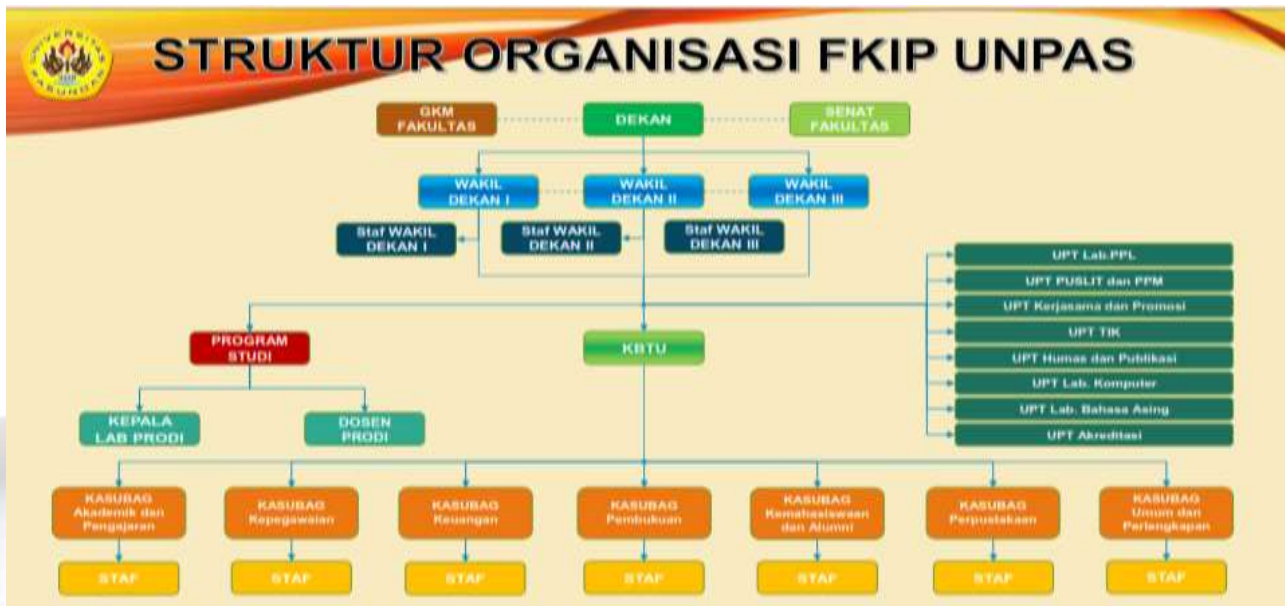 STRUKTUR ORGANISASI FKIP UNPAS
UNIVERSITAS
PASUNDAN
GKM
FAKULTAS
DEKAN
SENAT
FAKULTAS
WAKIL
DEKAN I
WAKIL
DEKAN II
WAKIL
DEKAN III
Staf WAKIL
DEKAN I
Staf WAKIL
DEKAN II
Staf WAKIL
DEKAN III
UPT Lab.PPL
UPT PUSLIT dan PPM
UPT Kerjasama dan Promosi
UPT TIK
UPT Humas dan Publikasi
UPT Lab. Komputer
UPT Lab. Bahasa Asing
UPT Akreditasi
PROGRAM
STUDI
KBTU
KEPALA
LAB PRODI
DOSEN
PRODI
KASUBAG
Akademik dan
Pengajaran
KASUBAG
Kepegawaian
KASUBAG
Keuangan
KASUBAG
Pembukuan
KASUBAG
Kemahasiswaan
dan Alumni
KASUBAG
Perpustakaan
KASUBAG
Umum dan
Perlengkapan
STAF
STAF
STAF
STAF
STAF
STAF
STAF